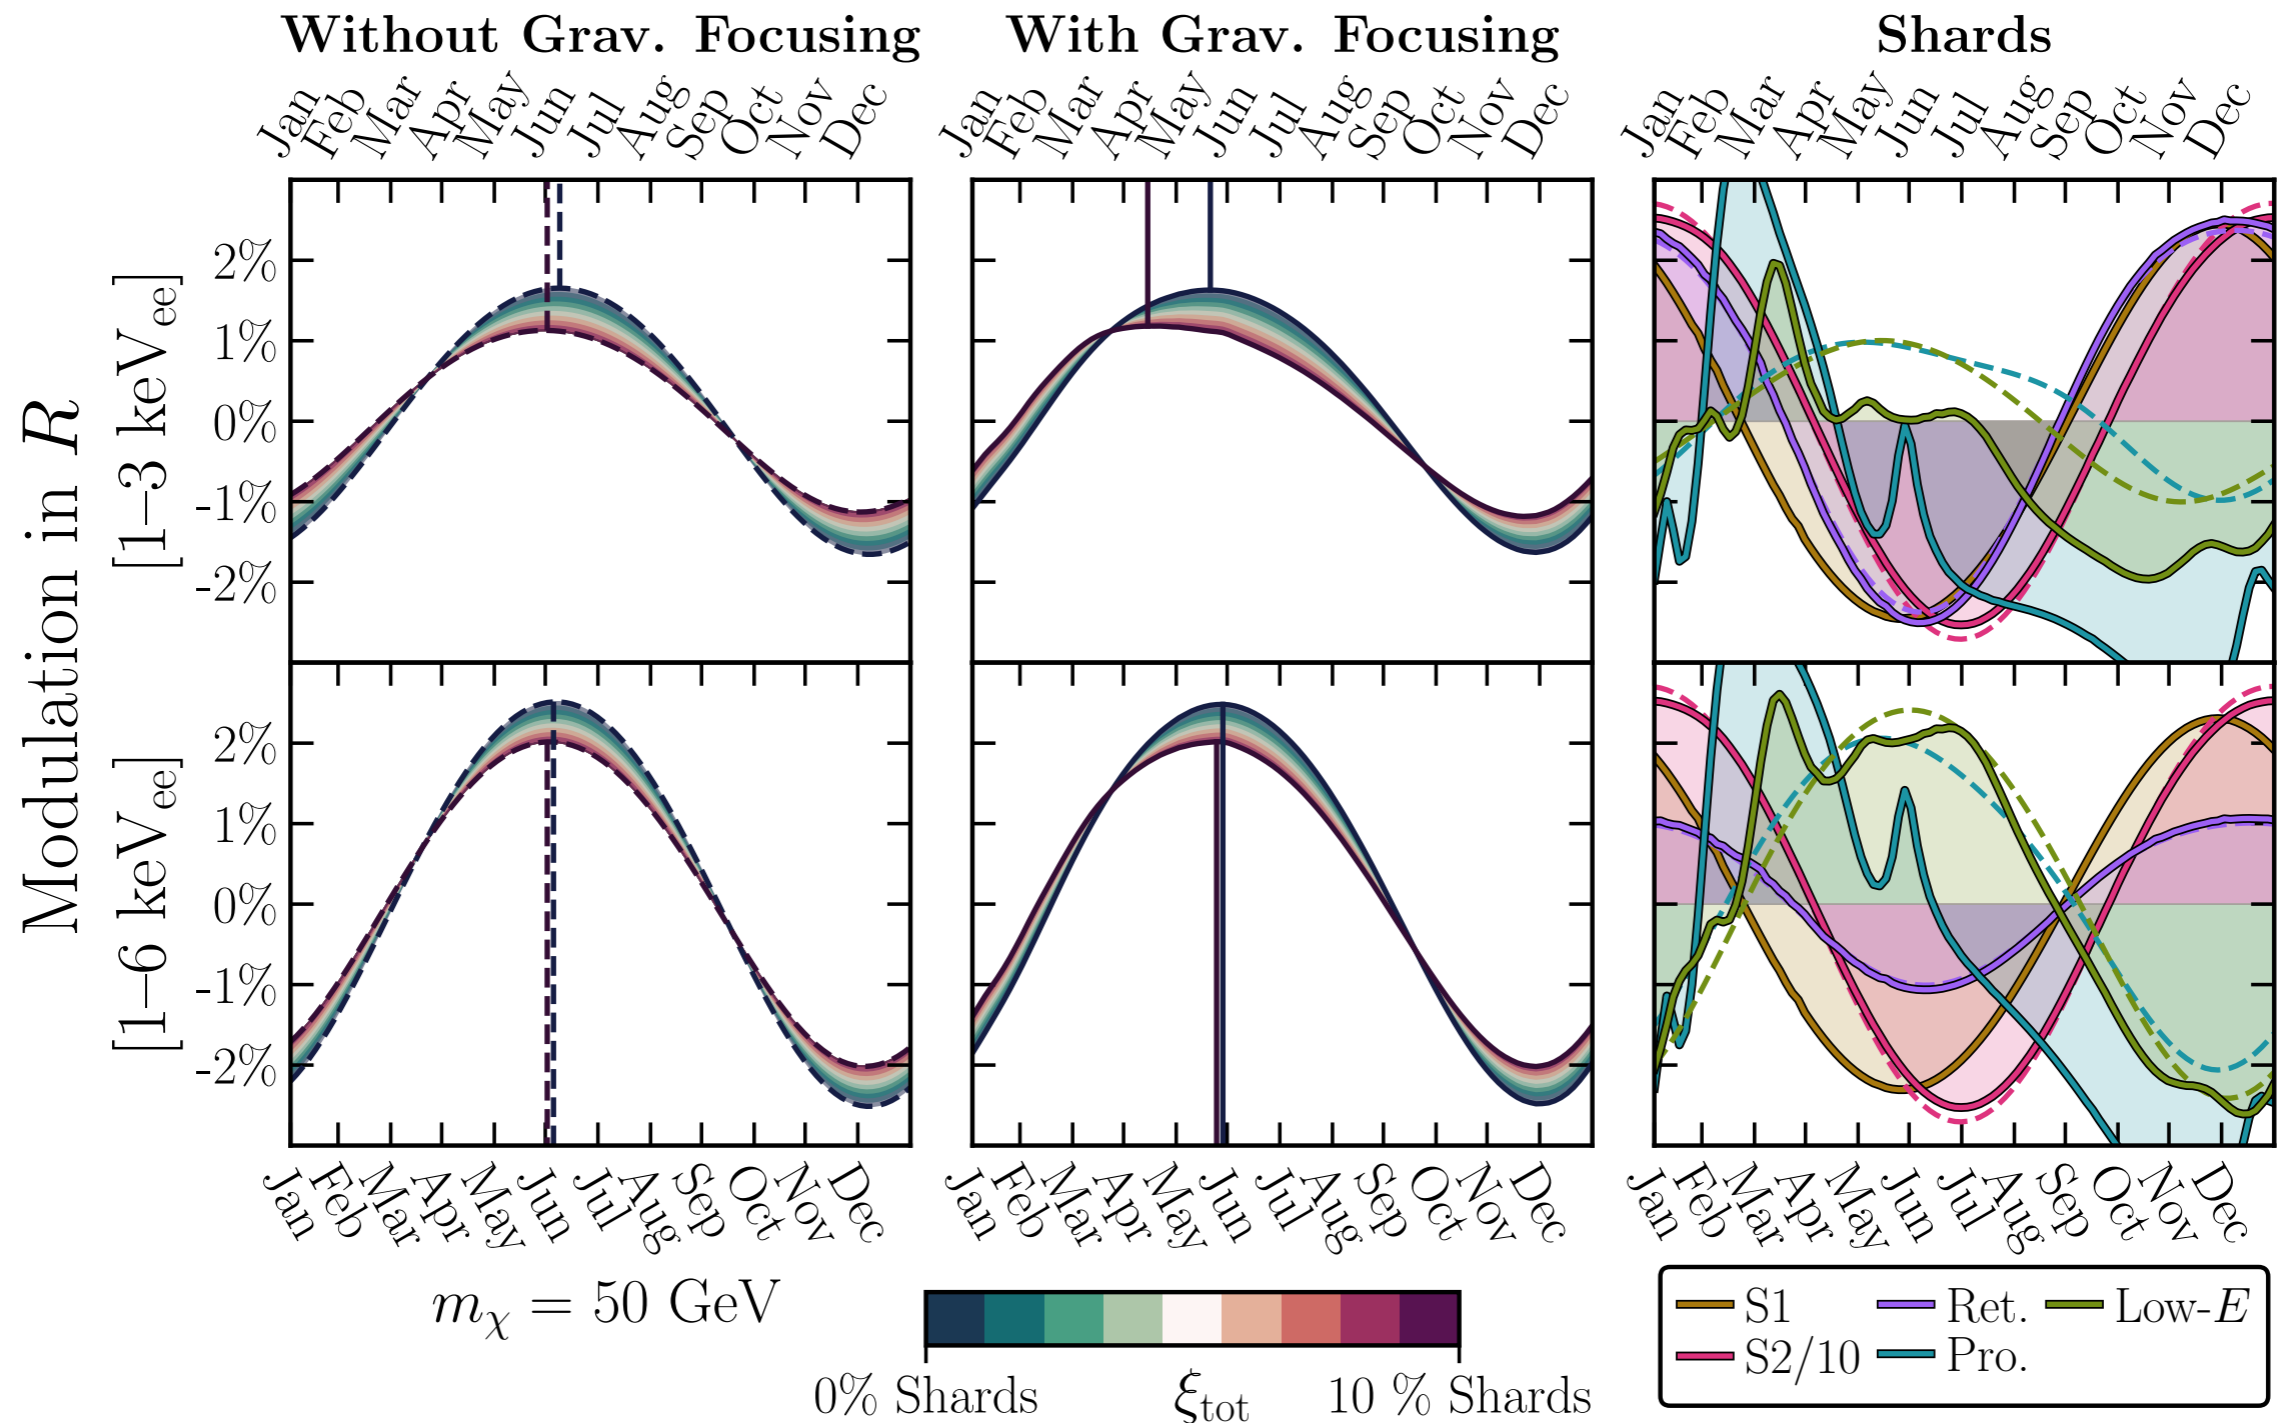 Without Grav. Focusing
With Grav. Focusing
Shards
Jan Feb Mar Apr May Jun Jul Aug Sep Oct Nov Dec
Jan Feb Mar Apr May Jun Jul Aug Sep Oct Nov Dec
Jan Feb Mar Apr May Jun Jul Aug Sep Oct Nov Dec
Modulation in R
[1–3 keVee]
2%
1%
0%
-1%
-2%
[1–6 keVee]
2%
1%
0%
-1%
-2%
Jan Feb Mar Apr May Jun Jul Aug Sep Oct Nov Dec
Jan Feb Mar Apr May Jun Jul Aug Sep Oct Nov Dec
Jan Feb Mar Apr May Jun Jul Aug Sep Oct Nov Dec
mχ = 50 GeV
0% Shards
ξtot
10 % Shards
S1
Ret.
Low-E
S2/10
Pro.